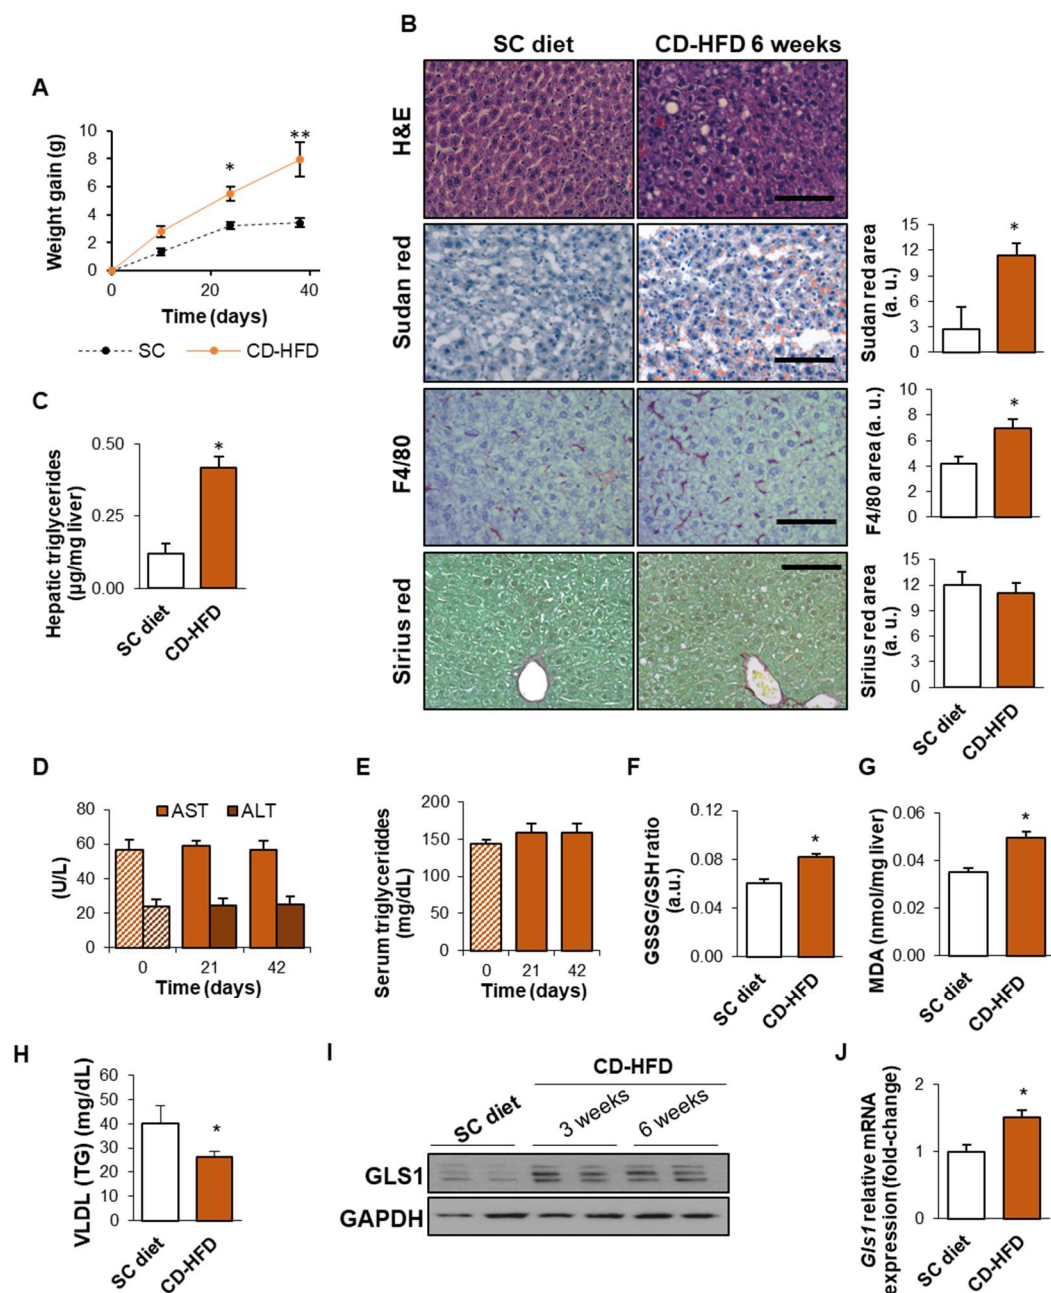 A
Weight gain (g)
10
8
6
4
2
0
*
**
0 20 40
Time (days)
SC CD-HFD
B
SC diet CD-HFD 6 weeks
H&E
Sudan red
Sudan red area
(a. u.)
15
12
9
6
3
0
*
F4/80
F4/80 area (a. u.)
10
8
6
4
2
0
*
Sirius red
Sirius red area
(a. u.)
15
12
9
6
3
0
SC diet CD-HFD
C
Hepatic triglycerides
(µg/mg liver)
0.50
0.25
0.00
*
SC diet CD-HFD
D
(U/L)
80
60
40
20
0
AST ALT
0 21 42
Time (days)
E
Serum triglycerides
(mg/dL)
200
150
100
50
0
0 21 42
Time (days)
F
GSSG/GSH ratio
(a.u.)
0.12
0.08
0.04
0.00
*
SC diet CD-HFD
G
MDA (nmol/mg liver)
0.06
0.04
0.02
0.00
*
SC diet CD-HFD
H
VLDL (TG) (mg/dL)
60
50
40
30
20
10
0
*
SC diet CD-HFD
I
CD-HFD
SC diet 3 weeks 6 weeks
GLS1
GAPDH
J
Gls1 relative mRNA
expression (fold-change)
2
1
0
*
SC diet CD-HFD